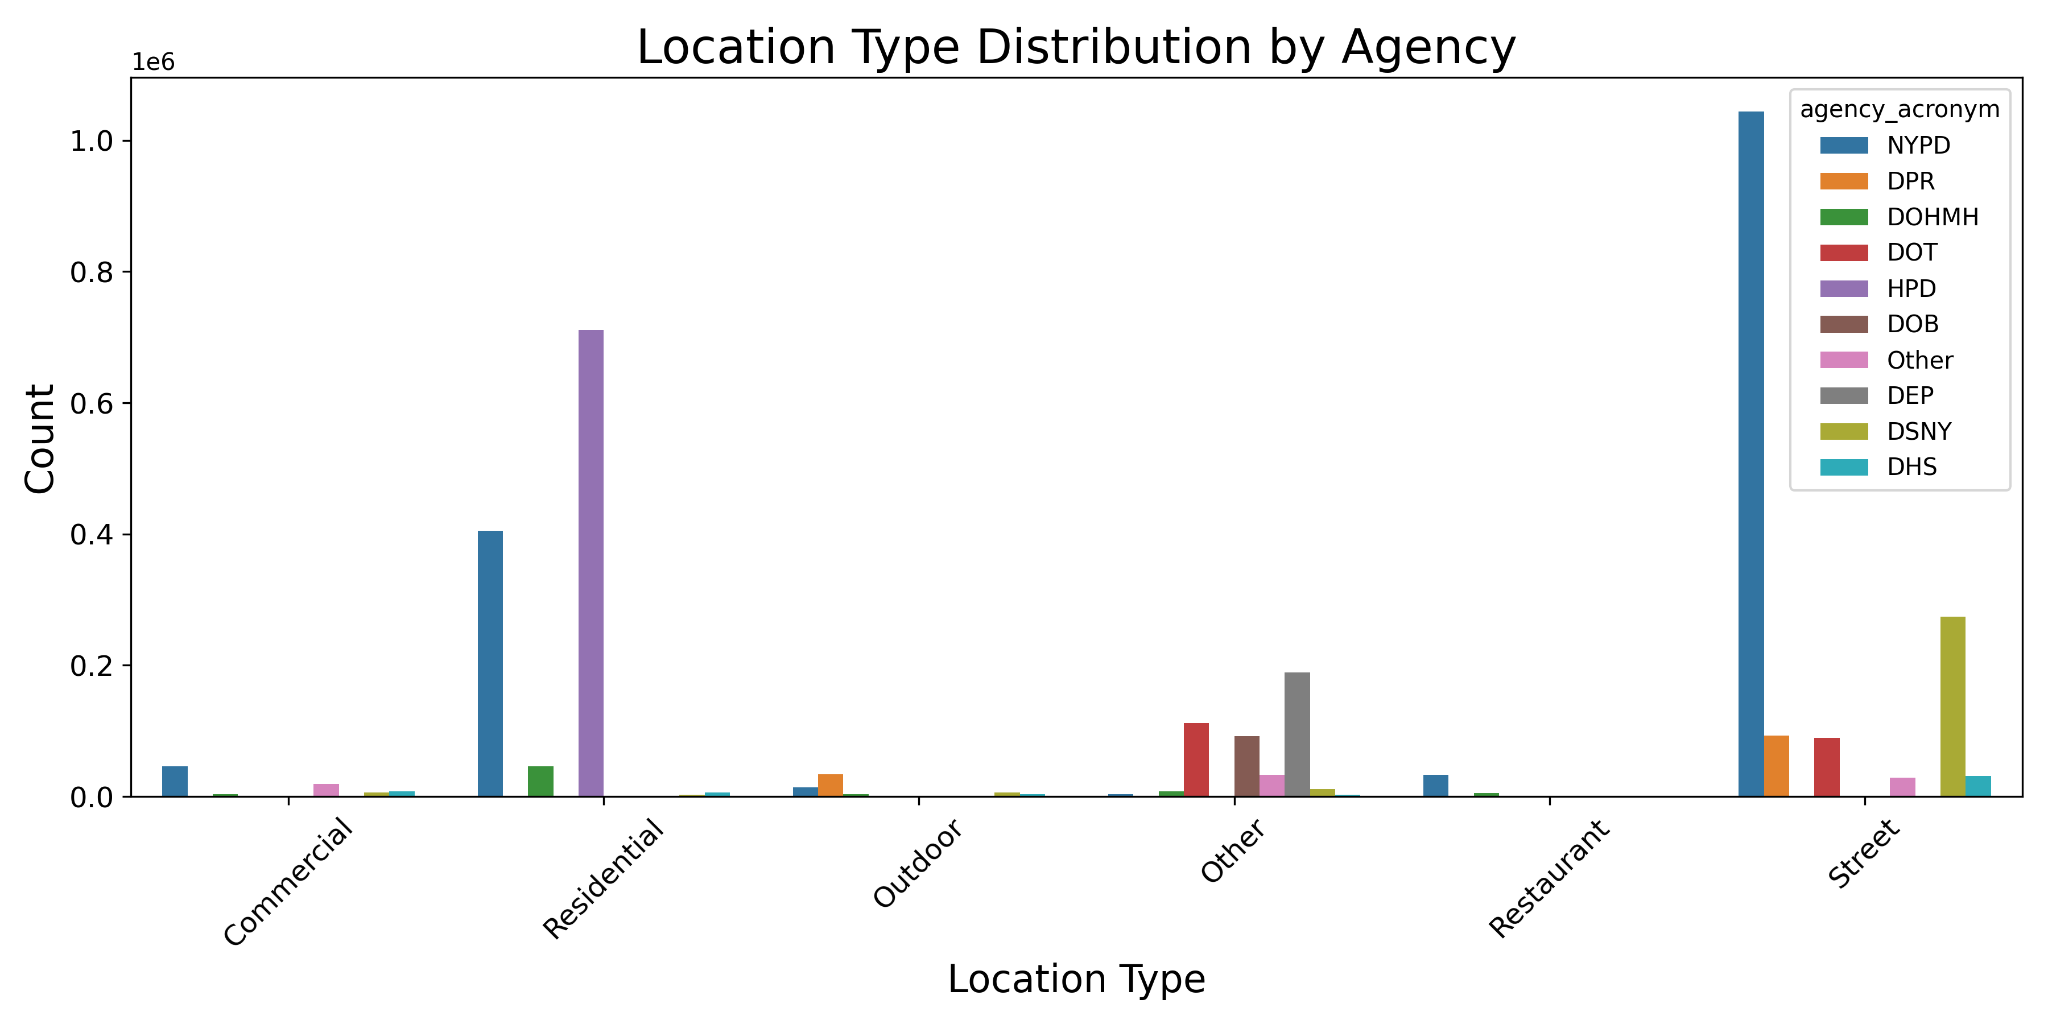 Location Type Distribution by Agency
1e6
1.0
0.8
0.6
0.4
0.2
0.0
Count
Commercial
Residential
Outdoor
Other
Restaurant
Street
Location Type
agency_acronym
NYPD
DPR
DOHMH
DOT
HPD
DOB
Other
DEP
DSNY
DHS